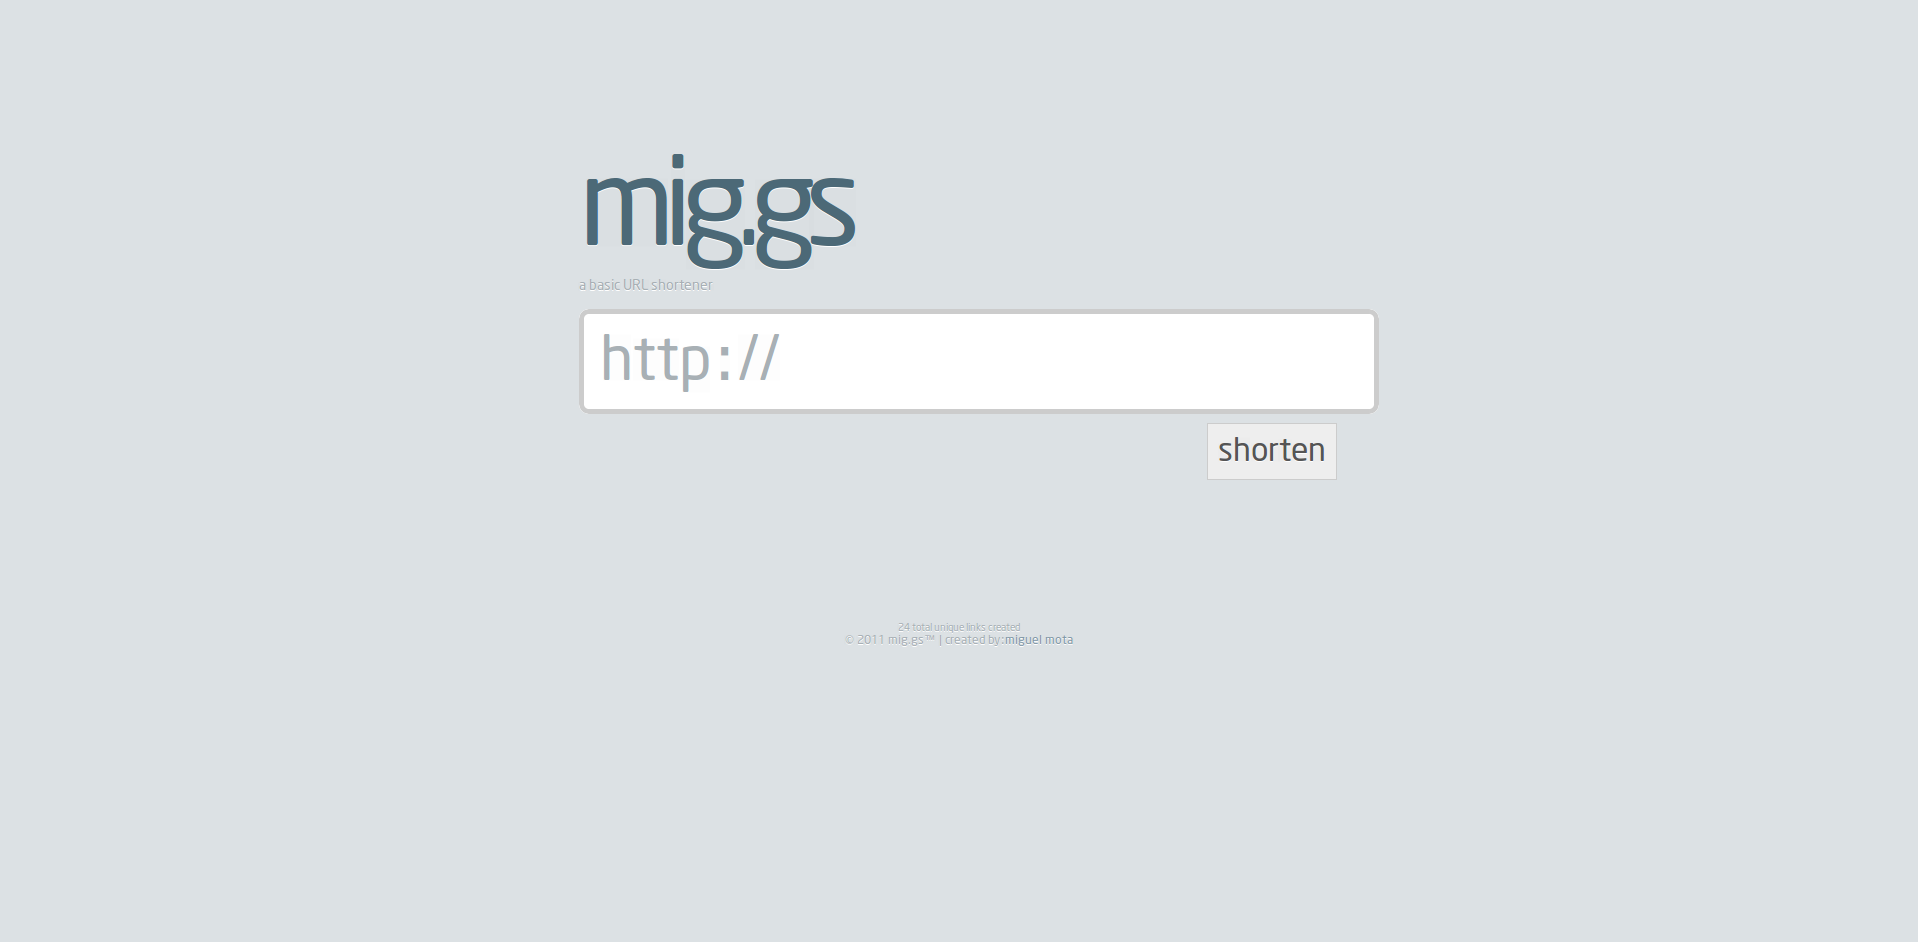 mig.gs
a basic URL shortener
http://
shorten
24 total unique links created.
© 2011 mig.gs™ | created by:miguel mota